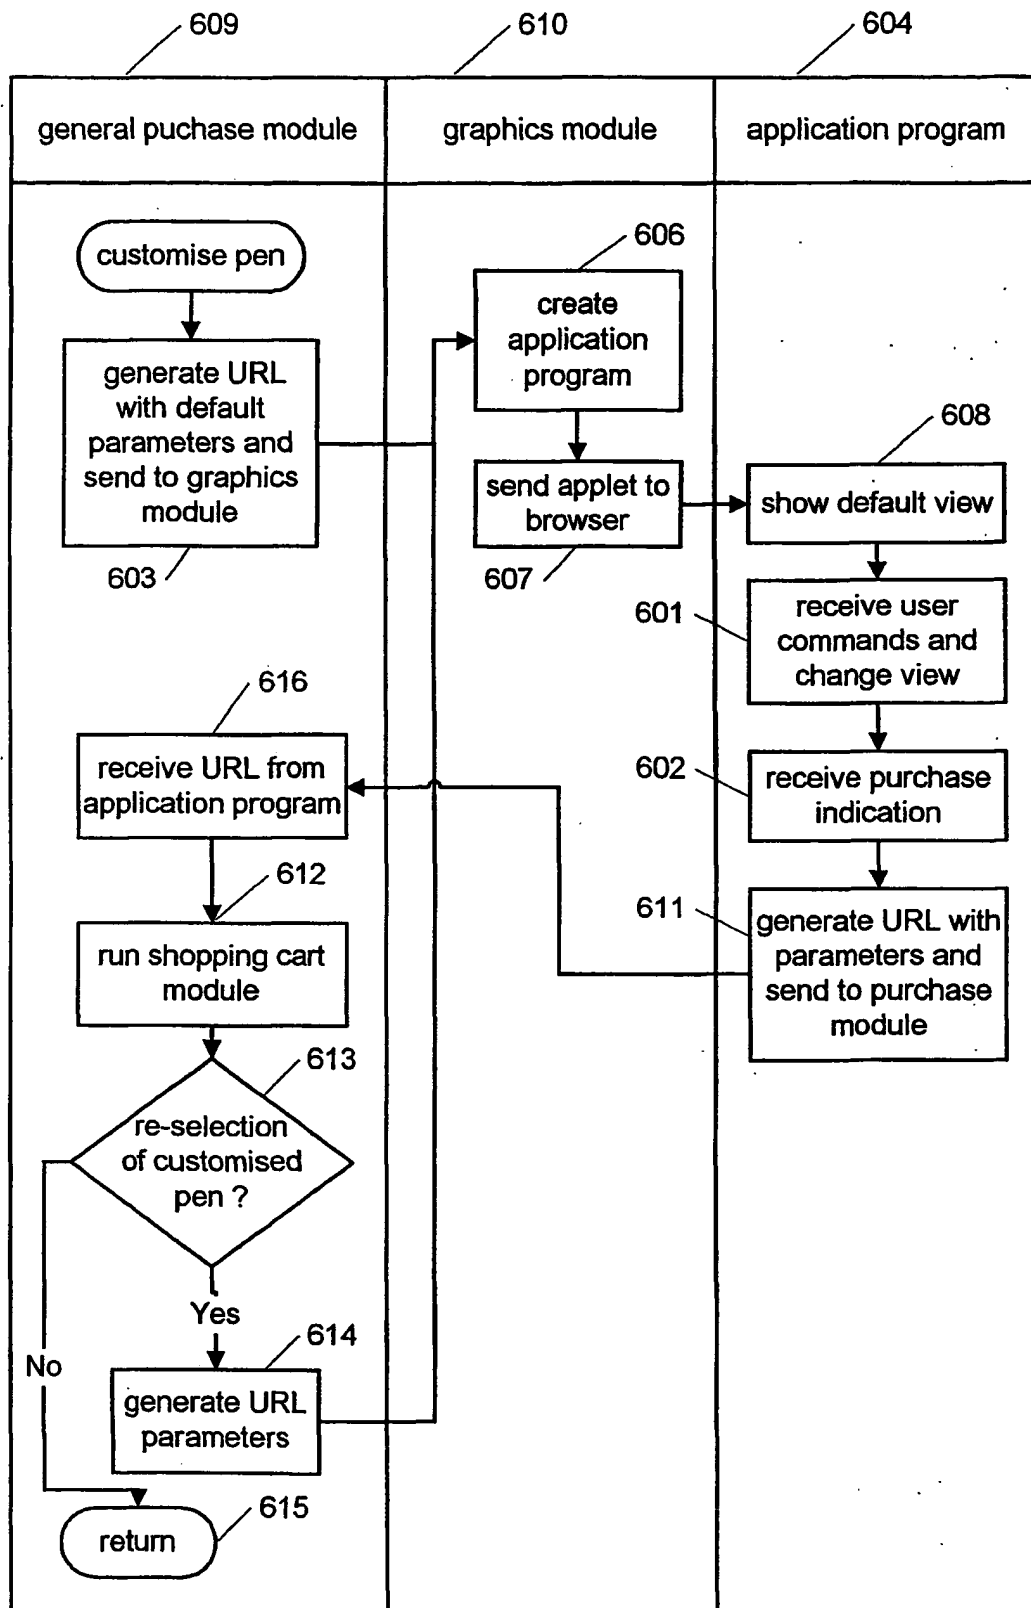 609
610
604
general puchase module
graphics module
application program
customise pen
606
create
application
program
generate URL
with default
parameters and
send to graphics
module
603
608
send applet to
browser
607
show default view
601
receive user
commands and
change view
616
receive URL from
application program
602
receive purchase
indication
612
run shopping cart
module
611
generate URL with
parameters and
send to purchase
module
613
re-selection
of customised
pen ?
Yes
No
614
generate URL
parameters
615
return